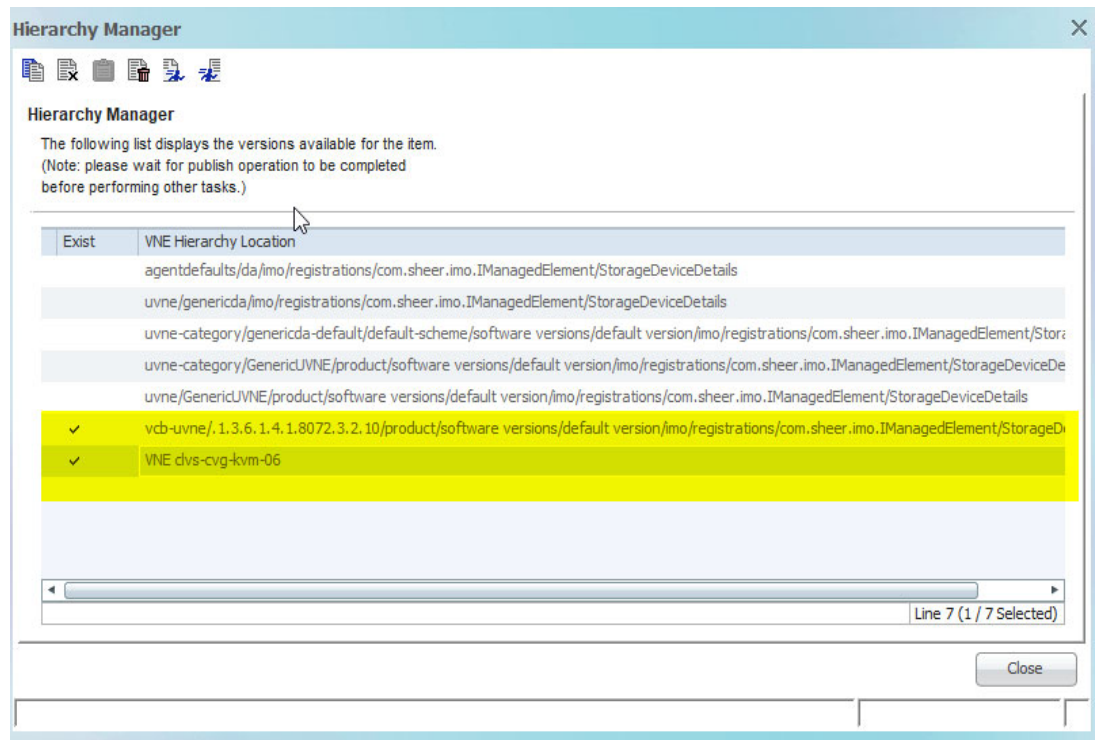 Hierarchy Manager
Hierarchy Manager
The following list displays the versions available for the item.
(Note: please wait for publish operation to be completed
before performing other tasks.)
Exist VNE Hierarchy Location
agentdefaults/da/imo/registrations/com.sheer.imo.IManagedElement/StorageDeviceDetails
uvne/genericda/imo/registrations/com.sheer.imo.IManagedElement/StorageDeviceDetails
uvne-category/genericda-default/default-scheme/software versions/default version/imo/registrations/com.sheer.imo.IManagedElement/Stora
uvne-category/GenericUVNE/product/software versions/default version/imo/registrations/com.sheer.imo.IManagedElement/StorageDeviceDe
uvne/GenericUVNE/product/software versions/default version/imo/registrations/com.sheer.imo.IManagedElement/StorageDeviceDetails
vcb-uvne/.1.3.6.1.4.1.8072.3.2.10/product/software versions/default version/imo/registrations/com.sheer.imo.IManagedElement/StorageD
VNE dvs-cvg-kvm-06
Line 7 (1 / 7 Selected)
Close